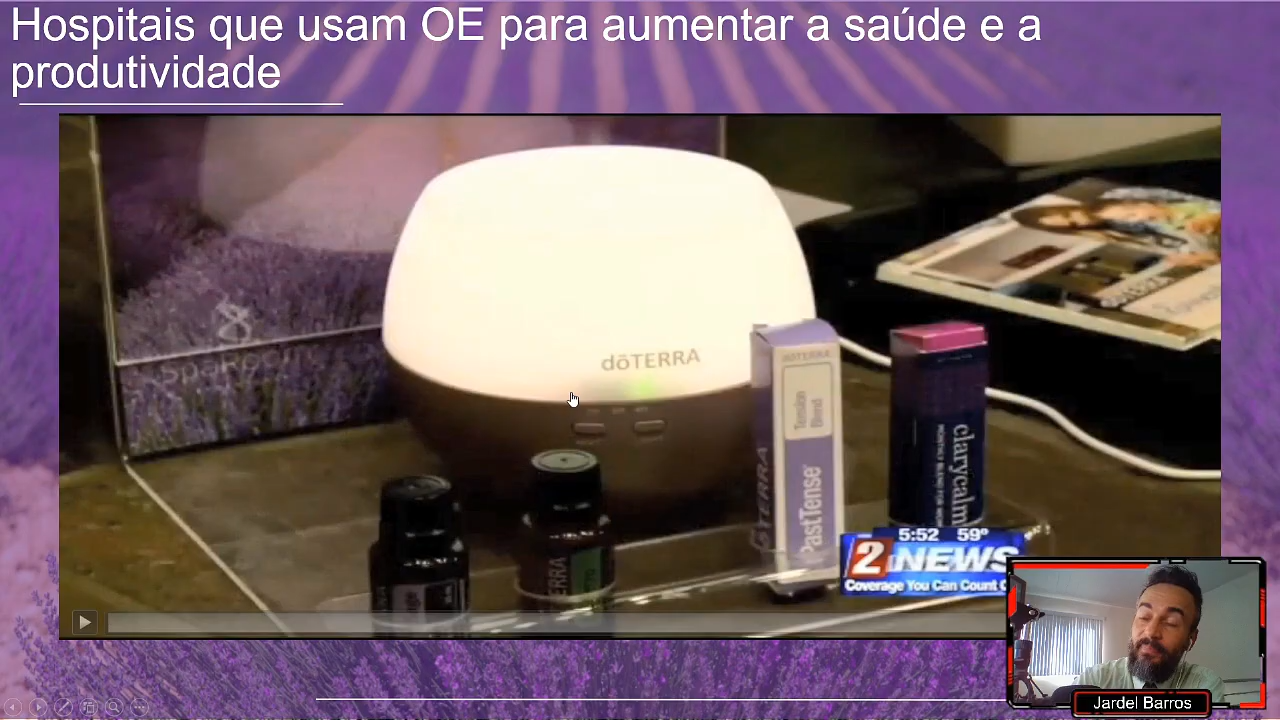 Hospitais que usam OE para aumentar a saúde e a
produtividade
dōTERRA
dōTERRA
Tension
Blend
PastTense
clarycalm
5:52 59°
2 NEWS
Coverage You Can Count
Jardel Barros